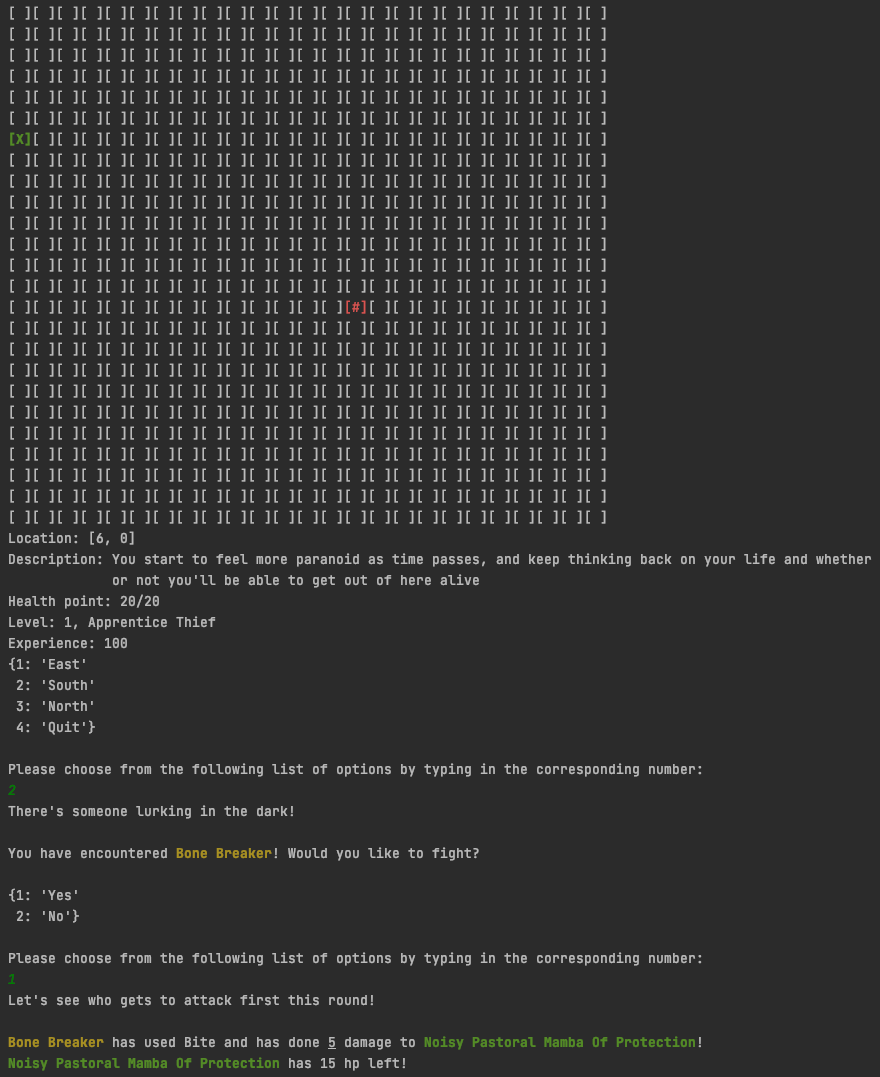 [ ][ ][ ][ ][ ][ ][ ][ ][ ][ ][ ][ ][ ][ ][ ][ ][ ][ ][ ][ ][ ][ ][ ][ ][ ]
[ ][ ][ ][ ][ ][ ][ ][ ][ ][ ][ ][ ][ ][ ][ ][ ][ ][ ][ ][ ][ ][ ][ ][ ][ ]
[ ][ ][ ][ ][ ][ ][ ][ ][ ][ ][ ][ ][ ][ ][ ][ ][ ][ ][ ][ ][ ][ ][ ][ ][ ]
[ ][ ][ ][ ][ ][ ][ ][ ][ ][ ][ ][ ][ ][ ][ ][ ][ ][ ][ ][ ][ ][ ][ ][ ][ ]
[ ][ ][ ][ ][ ][ ][ ][ ][ ][ ][ ][ ][ ][ ][ ][ ][ ][ ][ ][ ][ ][ ][ ][ ][ ]
[ ][ ][ ][ ][ ][ ][ ][ ][ ][ ][ ][ ][ ][ ][ ][ ][ ][ ][ ][ ][ ][ ][ ][ ][ ]
[X][ ][ ][ ][ ][ ][ ][ ][ ][ ][ ][ ][ ][ ][ ][ ][ ][ ][ ][ ][ ][ ][ ][ ][ ]
[ ][ ][ ][ ][ ][ ][ ][ ][ ][ ][ ][ ][ ][ ][ ][ ][ ][ ][ ][ ][ ][ ][ ][ ][ ]
[ ][ ][ ][ ][ ][ ][ ][ ][ ][ ][ ][ ][ ][ ][ ][ ][ ][ ][ ][ ][ ][ ][ ][ ][ ]
[ ][ ][ ][ ][ ][ ][ ][ ][ ][ ][ ][ ][ ][ ][ ][ ][ ][ ][ ][ ][ ][ ][ ][ ][ ]
[ ][ ][ ][ ][ ][ ][ ][ ][ ][ ][ ][ ][ ][ ][ ][ ][ ][ ][ ][ ][ ][ ][ ][ ][ ]
[ ][ ][ ][ ][ ][ ][ ][ ][ ][ ][ ][ ][ ][ ][ ][ ][ ][ ][ ][ ][ ][ ][ ][ ][ ]
[ ][ ][ ][ ][ ][ ][ ][ ][ ][ ][ ][ ][ ][ ][ ][ ][ ][ ][ ][ ][ ][ ][ ][ ][ ]
[ ][ ][ ][ ][ ][ ][ ][ ][ ][ ][ ][ ][ ][ ][ ][ ][ ][ ][ ][ ][ ][ ][ ][ ][ ]
[ ][ ][ ][ ][ ][ ][ ][ ][ ][ ][ ][ ][ ][ ][#][ ][ ][ ][ ][ ][ ][ ][ ][ ][ ]
[ ][ ][ ][ ][ ][ ][ ][ ][ ][ ][ ][ ][ ][ ][ ][ ][ ][ ][ ][ ][ ][ ][ ][ ][ ]
[ ][ ][ ][ ][ ][ ][ ][ ][ ][ ][ ][ ][ ][ ][ ][ ][ ][ ][ ][ ][ ][ ][ ][ ][ ]
[ ][ ][ ][ ][ ][ ][ ][ ][ ][ ][ ][ ][ ][ ][ ][ ][ ][ ][ ][ ][ ][ ][ ][ ][ ]
[ ][ ][ ][ ][ ][ ][ ][ ][ ][ ][ ][ ][ ][ ][ ][ ][ ][ ][ ][ ][ ][ ][ ][ ][ ]
[ ][ ][ ][ ][ ][ ][ ][ ][ ][ ][ ][ ][ ][ ][ ][ ][ ][ ][ ][ ][ ][ ][ ][ ][ ]
[ ][ ][ ][ ][ ][ ][ ][ ][ ][ ][ ][ ][ ][ ][ ][ ][ ][ ][ ][ ][ ][ ][ ][ ][ ]
[ ][ ][ ][ ][ ][ ][ ][ ][ ][ ][ ][ ][ ][ ][ ][ ][ ][ ][ ][ ][ ][ ][ ][ ][ ]
[ ][ ][ ][ ][ ][ ][ ][ ][ ][ ][ ][ ][ ][ ][ ][ ][ ][ ][ ][ ][ ][ ][ ][ ][ ]
[ ][ ][ ][ ][ ][ ][ ][ ][ ][ ][ ][ ][ ][ ][ ][ ][ ][ ][ ][ ][ ][ ][ ][ ][ ]
[ ][ ][ ][ ][ ][ ][ ][ ][ ][ ][ ][ ][ ][ ][ ][ ][ ][ ][ ][ ][ ][ ][ ][ ][ ]
Location: [6, 0]
Description: You start to feel more paranoid as time passes, and keep thinking back on your life and whether
or not you'll be able to get out of here alive
Health point: 20/20
Level: 1, Apprentice Thief
Experience: 100
{1: 'East'
2: 'South'
3: 'North'
4: 'Quit'}
Please choose from the following list of options by typing in the corresponding number:
2
There's someone lurking in the dark!
You have encountered Bone Breaker! Would you like to fight?
{1: 'Yes'
2: 'No'}
Please choose from the following list of options by typing in the corresponding number:
1
Let's see who gets to attack first this round!
Bone Breaker has used Bite and has done 5 damage to Noisy Pastoral Mamba Of Protection!
Noisy Pastoral Mamba Of Protection has 15 hp left!